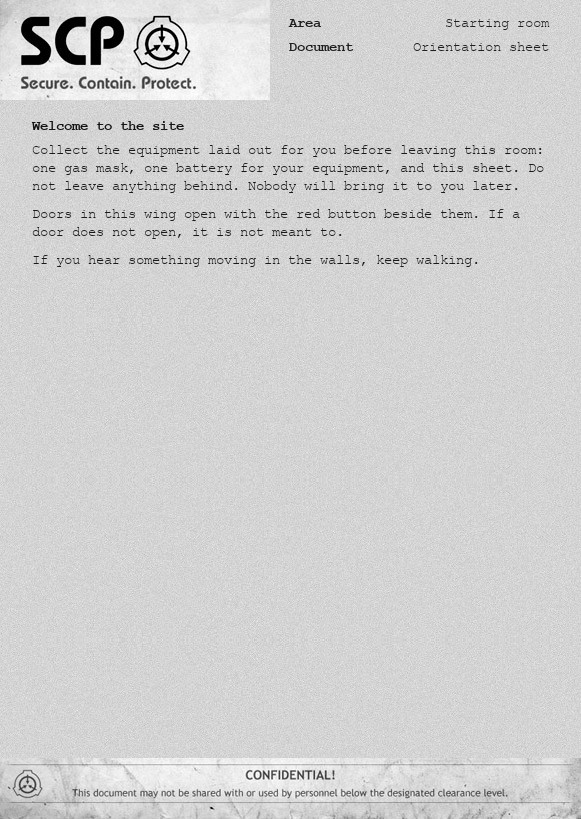 SCP
Secure. Contain. Protect.
Area Starting room
Document Orientation sheet
Welcome to the site
Collect the equipment laid out for you before leaving this room:
one gas mask, one battery for your equipment, and this sheet. Do
not leave anything behind. Nobody will bring it to you later.
Doors in this wing open with the red button beside them. If a
door does not open, it is not meant to.
If you hear something moving in the walls, keep walking.
CONFIDENTIAL!
This document may not be shared with or used by personnel below the designated clearance level.